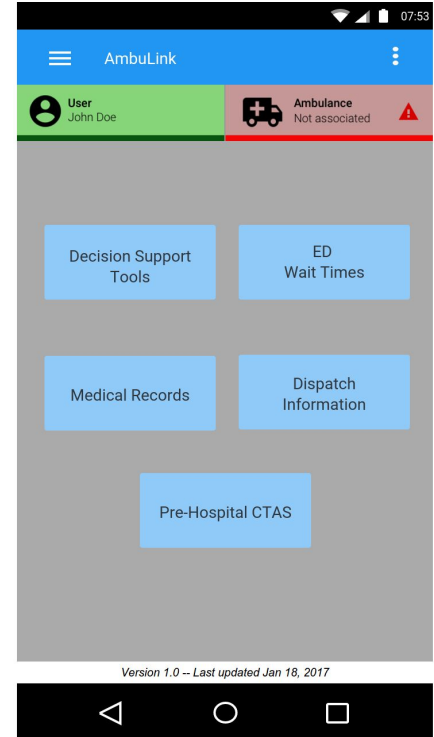 07:53
AmbuLink
User
John Doe
Ambulance
Not associated
Decision Support
Tools
ED
Wait Times
Medical Records
Dispatch
Information
Pre-Hospital CTAS
Version 1.0 -- Last updated Jan 18, 2017